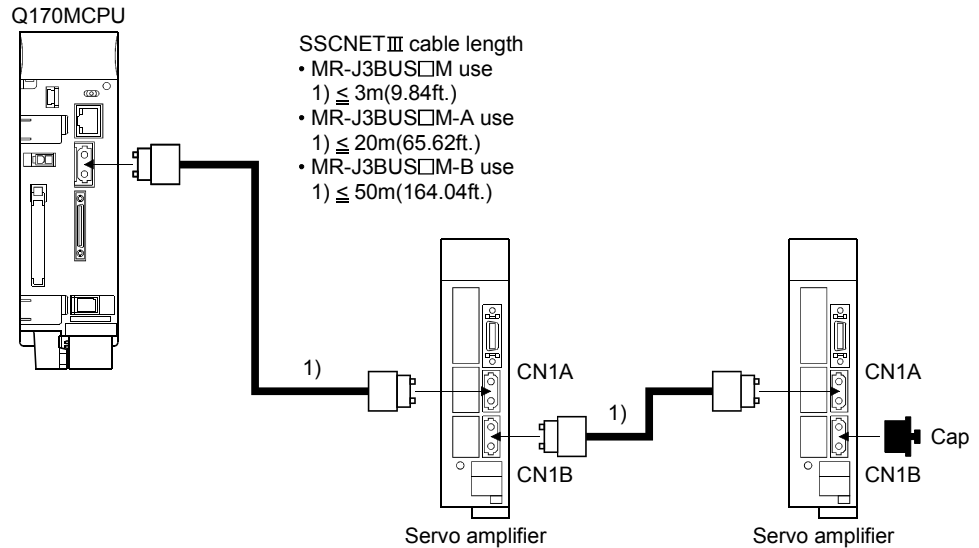 Q170MCPU
SSCNETⅢ cable length
• MR-J3BUS□M use
1) ≦ 3m(9.84ft.)
• MR-J3BUS□M-A use
1) ≦ 20m(65.62ft.)
• MR-J3BUS□M-B use
1) ≦ 50m(164.04ft.)
1)
CN1A
CN1B
Servo amplifier
1)
CN1A
Cap
CN1B
Servo amplifier